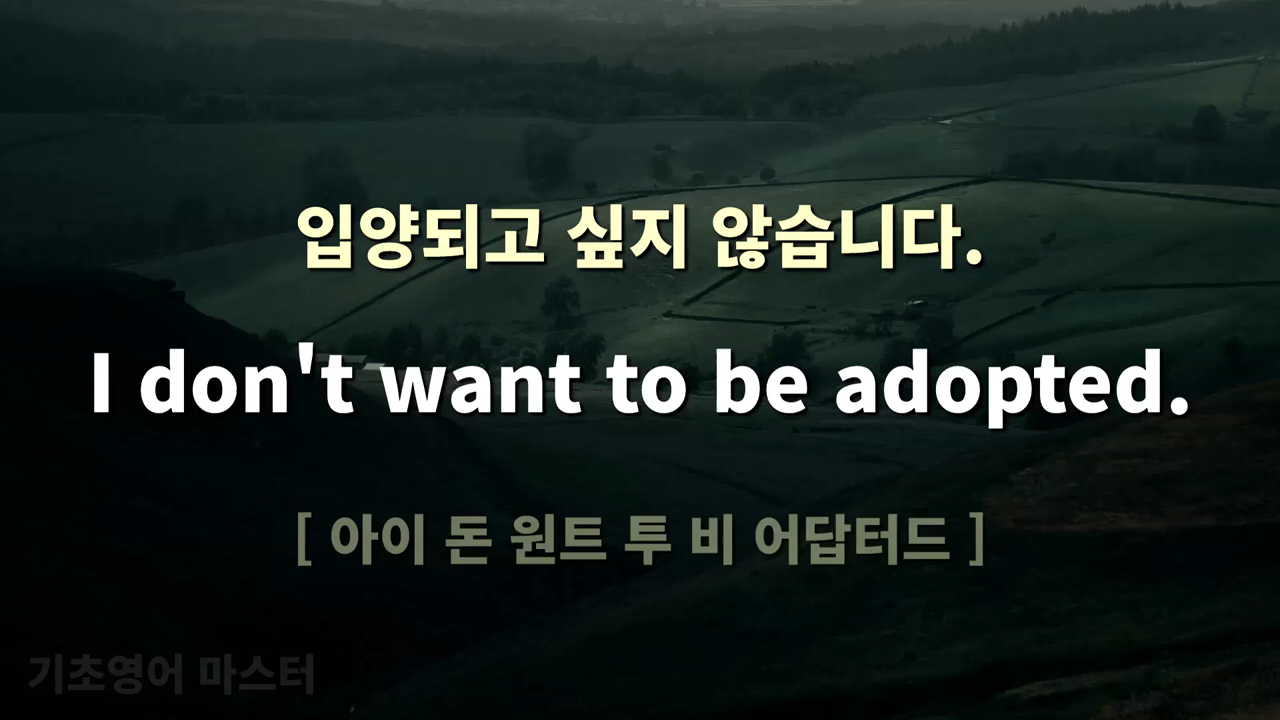 입양되고 싶지 않습니다.
I don't want to be adopted.
[ 아이 돈 원트 투 비 어답터드 ]
기초영어 마스터